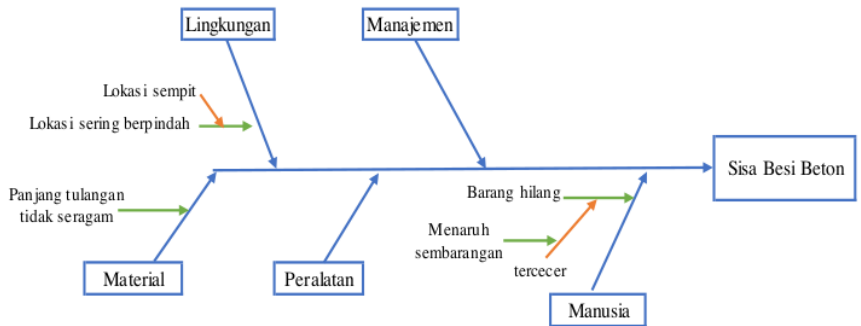 Lingkungan
Manajemen
Lokasi sempit
Lokasi sering berpindah
Sisa Besi Beton
Panjang tulangan
tidak seragam
Barang hilang
Menaruh
sembarangan
tercecer
Material
Peralatan
Manusia